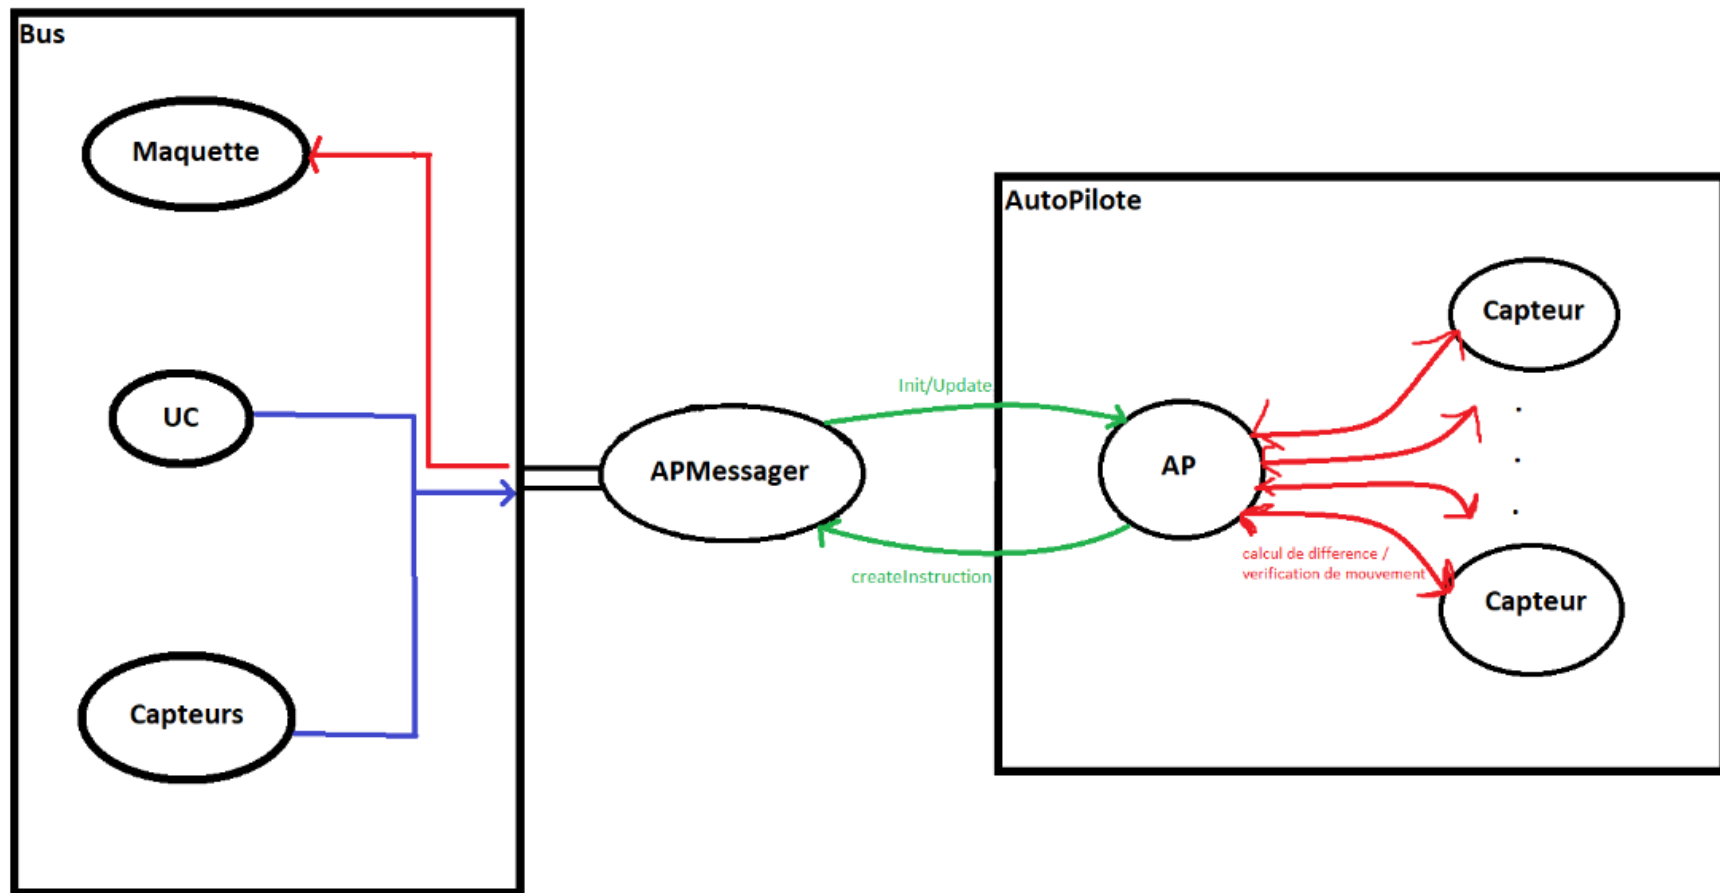 Bus
Maquette
AutoPilote
Capteur
Init/Update
UC
APMessager
AP
createInstruction
calcul de difference /
verification de mouvement
Capteur
Capteurs